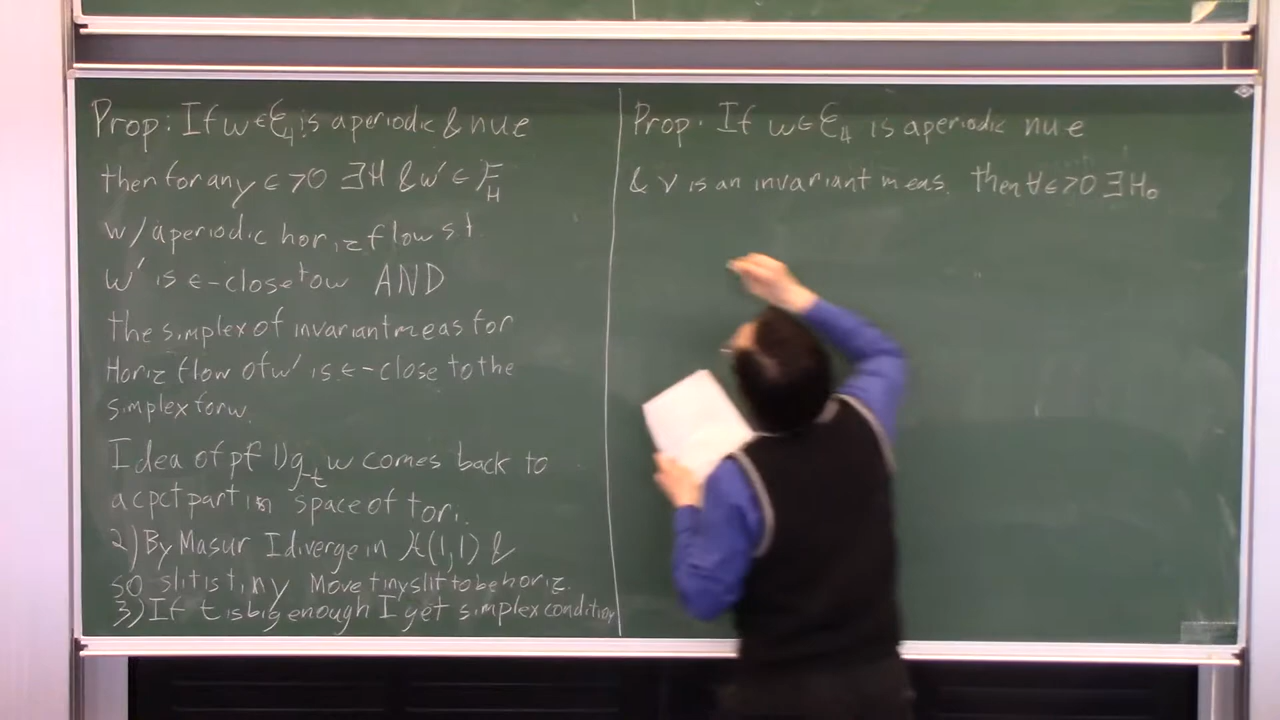 Prop: If w ∈ E₄ is aperiodic & nue
then for any ε >0 ∃H & w' ∈ F_H
w/ aperiodic horiz flow st
w' is ε-close to w AND
the simplex of invariant meas for
Horiz flow of w' is ε-close to the
simplex for w.
Idea of pf 1) g_-t w comes back to
a cpct part in space of tori.
2) By Masur I diverge in H(1,1) &
so slit is tiny Move tiny slit to be horiz.
3) If t is big enough I get simplex condition
Prop. If w ∈ E₄ is aperiodic nue
& ν is an invariant meas. then ∀ε>0 ∃H₀